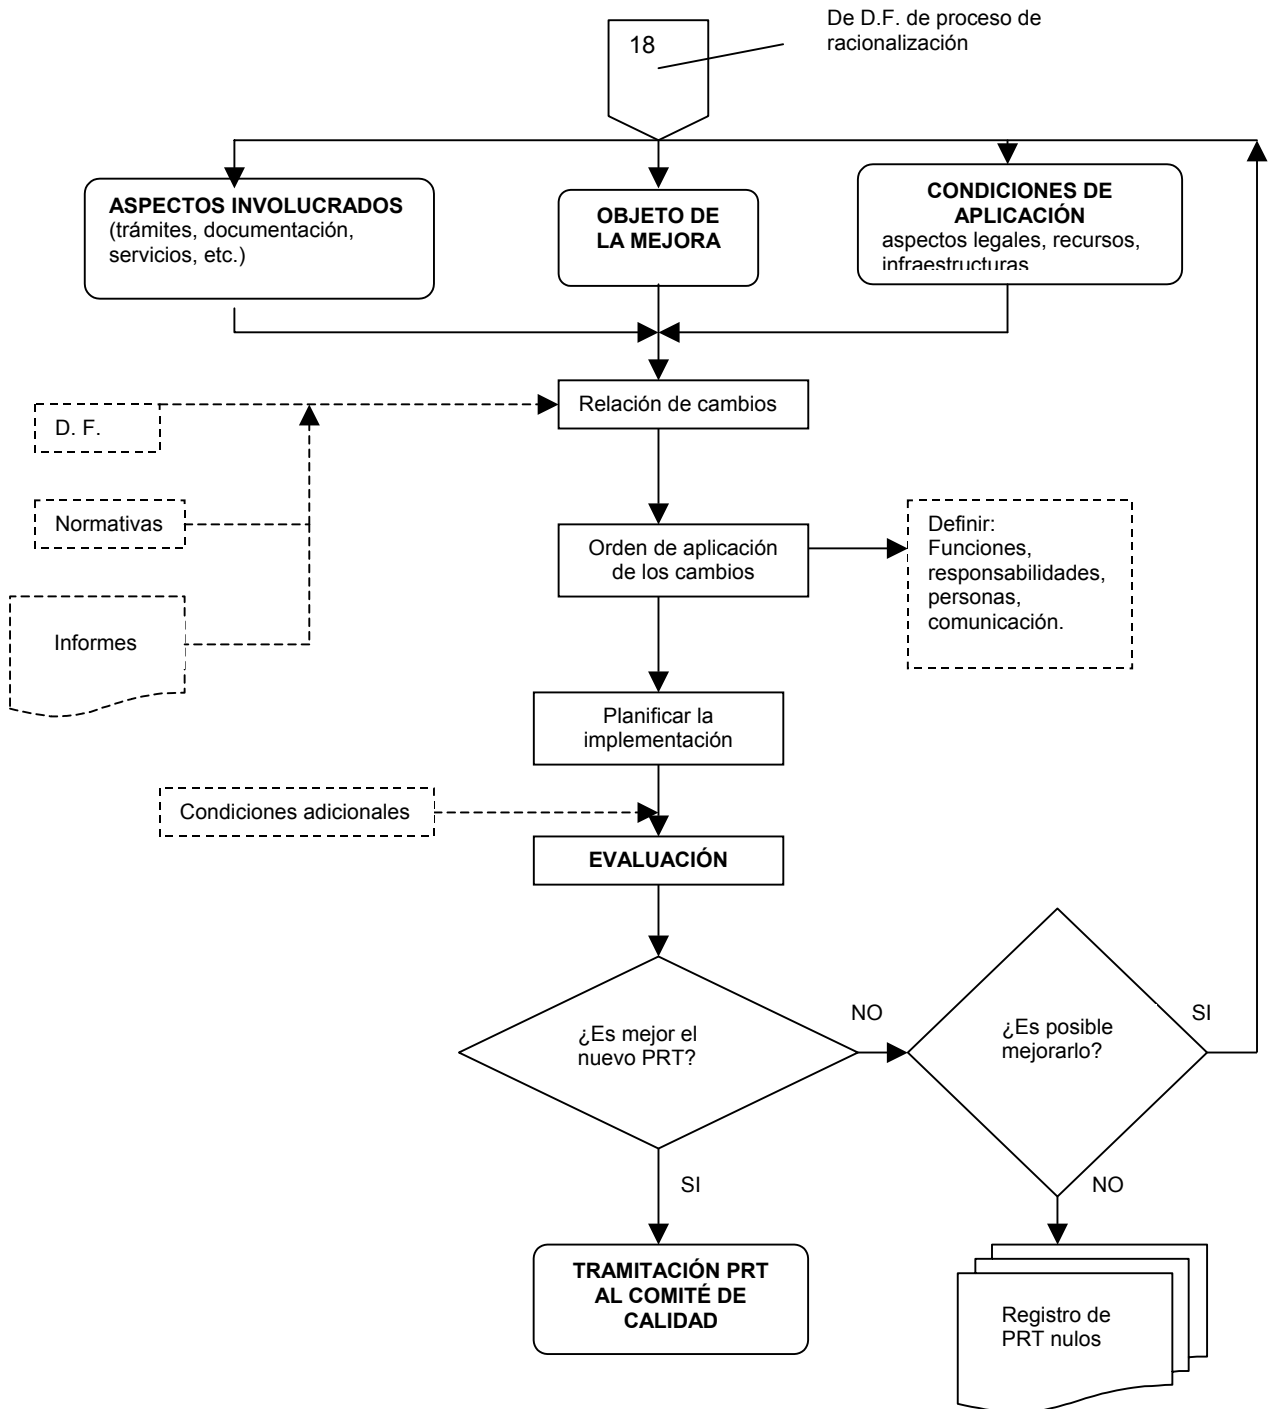 De D.F. de proceso de
racionalización
18
ASPECTOS INVOLUCRADOS
(trámites, documentación,
servicios, etc.)
OBJETO DE
LA MEJORA
CONDICIONES DE
APLICACIÓN
aspectos legales, recursos,
infraestructuras
Relación de cambios
D. F.
Normativas
Informes
Orden de aplicación
de los cambios
Definir:
Funciones,
responsabilidades,
personas,
comunicación.
Planificar la
implementación
Condiciones adicionales
EVALUACIÓN
¿Es mejor el
nuevo PRT?
NO
¿Es posible
mejorarlo?
SI
SI
NO
TRAMITACIÓN PRT
AL COMITÉ DE
CALIDAD
Registro de
PRT nulos